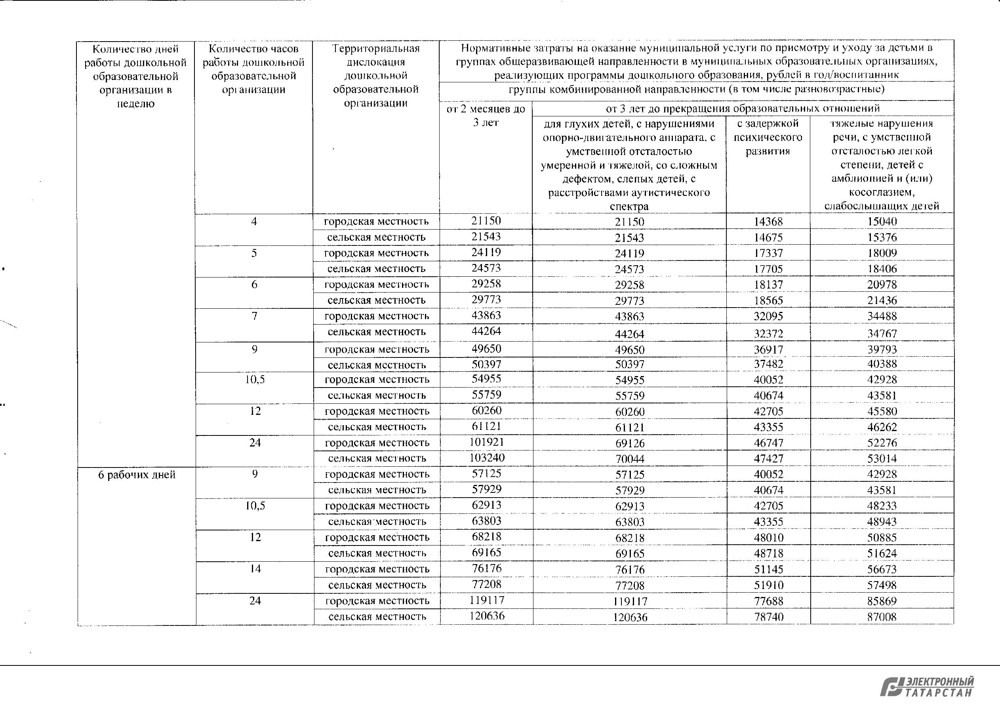 Количество дней
работы дошкольной
образовательной
организации в
неделю
Количество часов
работы дошкольной
образовательной
организации
Территориальная
дислокация
дошкольной
образовательной
организации
Нормативные затраты на оказание муниципальной услуги по присмотру и уходу за детьми в
группах общеразвивающей направленности в муниципальных образовательных организациях,
реализующих программы дошкольного образования, рублей в год/воспитанник
группы комбинированной направленности (в том числе разновозрастные)
от 2 месяцев до
3 лет
от 3 лет до прекращения образовательных отношений
для глухих детей, с нарушениями
опорно-двигательного аппарата, с
умственной отсталостью
умеренной и тяжелой, со сложным
дефектом, слепых детей, с
расстройствами аутистического
спектра
с задержкой
психического
развития
тяжелые нарушения
речи, с умственной
отсталостью легкой
степени, детей с
амблиопией и (или)
косоглазием,
слабослышащих детей
4 городская местность 21150 21150 14368 15040
сельская местность 21543 21543 14675 15376
5 городская местность 24119 24119 17337 18009
сельская местность 24573 24573 17705 18406
6 городская местность 29258 29258 18137 20978
сельская местность 29773 29773 18565 21436
7 городская местность 43863 43863 32095 34488
сельская местность 44264 44264 32372 34767
9 городская местность 49650 49650 36917 39793
сельская местность 50397 50397 37482 40388
10,5 городская местность 54955 54955 40052 42928
сельская местность 55759 55759 40674 43581
12 городская местность 60260 60260 42705 45580
сельская местность 61121 61121 43355 46262
24 городская местность 101921 69126 46747 52276
сельская местность 103240 70044 47427 53014
6 рабочих дней 9 городская местность 57125 57125 40052 42928
сельская местность 57929 57929 40674 43581
10,5 городская местность 62913 62913 42705 48233
сельская местность 63803 63803 43355 48943
12 городская местность 68218 68218 48010 50885
сельская местность 69165 69165 48718 51624
14 городская местность 76176 76176 51145 56673
сельская местность 77208 77208 51910 57498
24 городская местность 119117 119117 77688 85869
сельская местность 120636 120636 78740 87008
ЭЛЕКТРОННЫЙ
ТАТАРСТАН